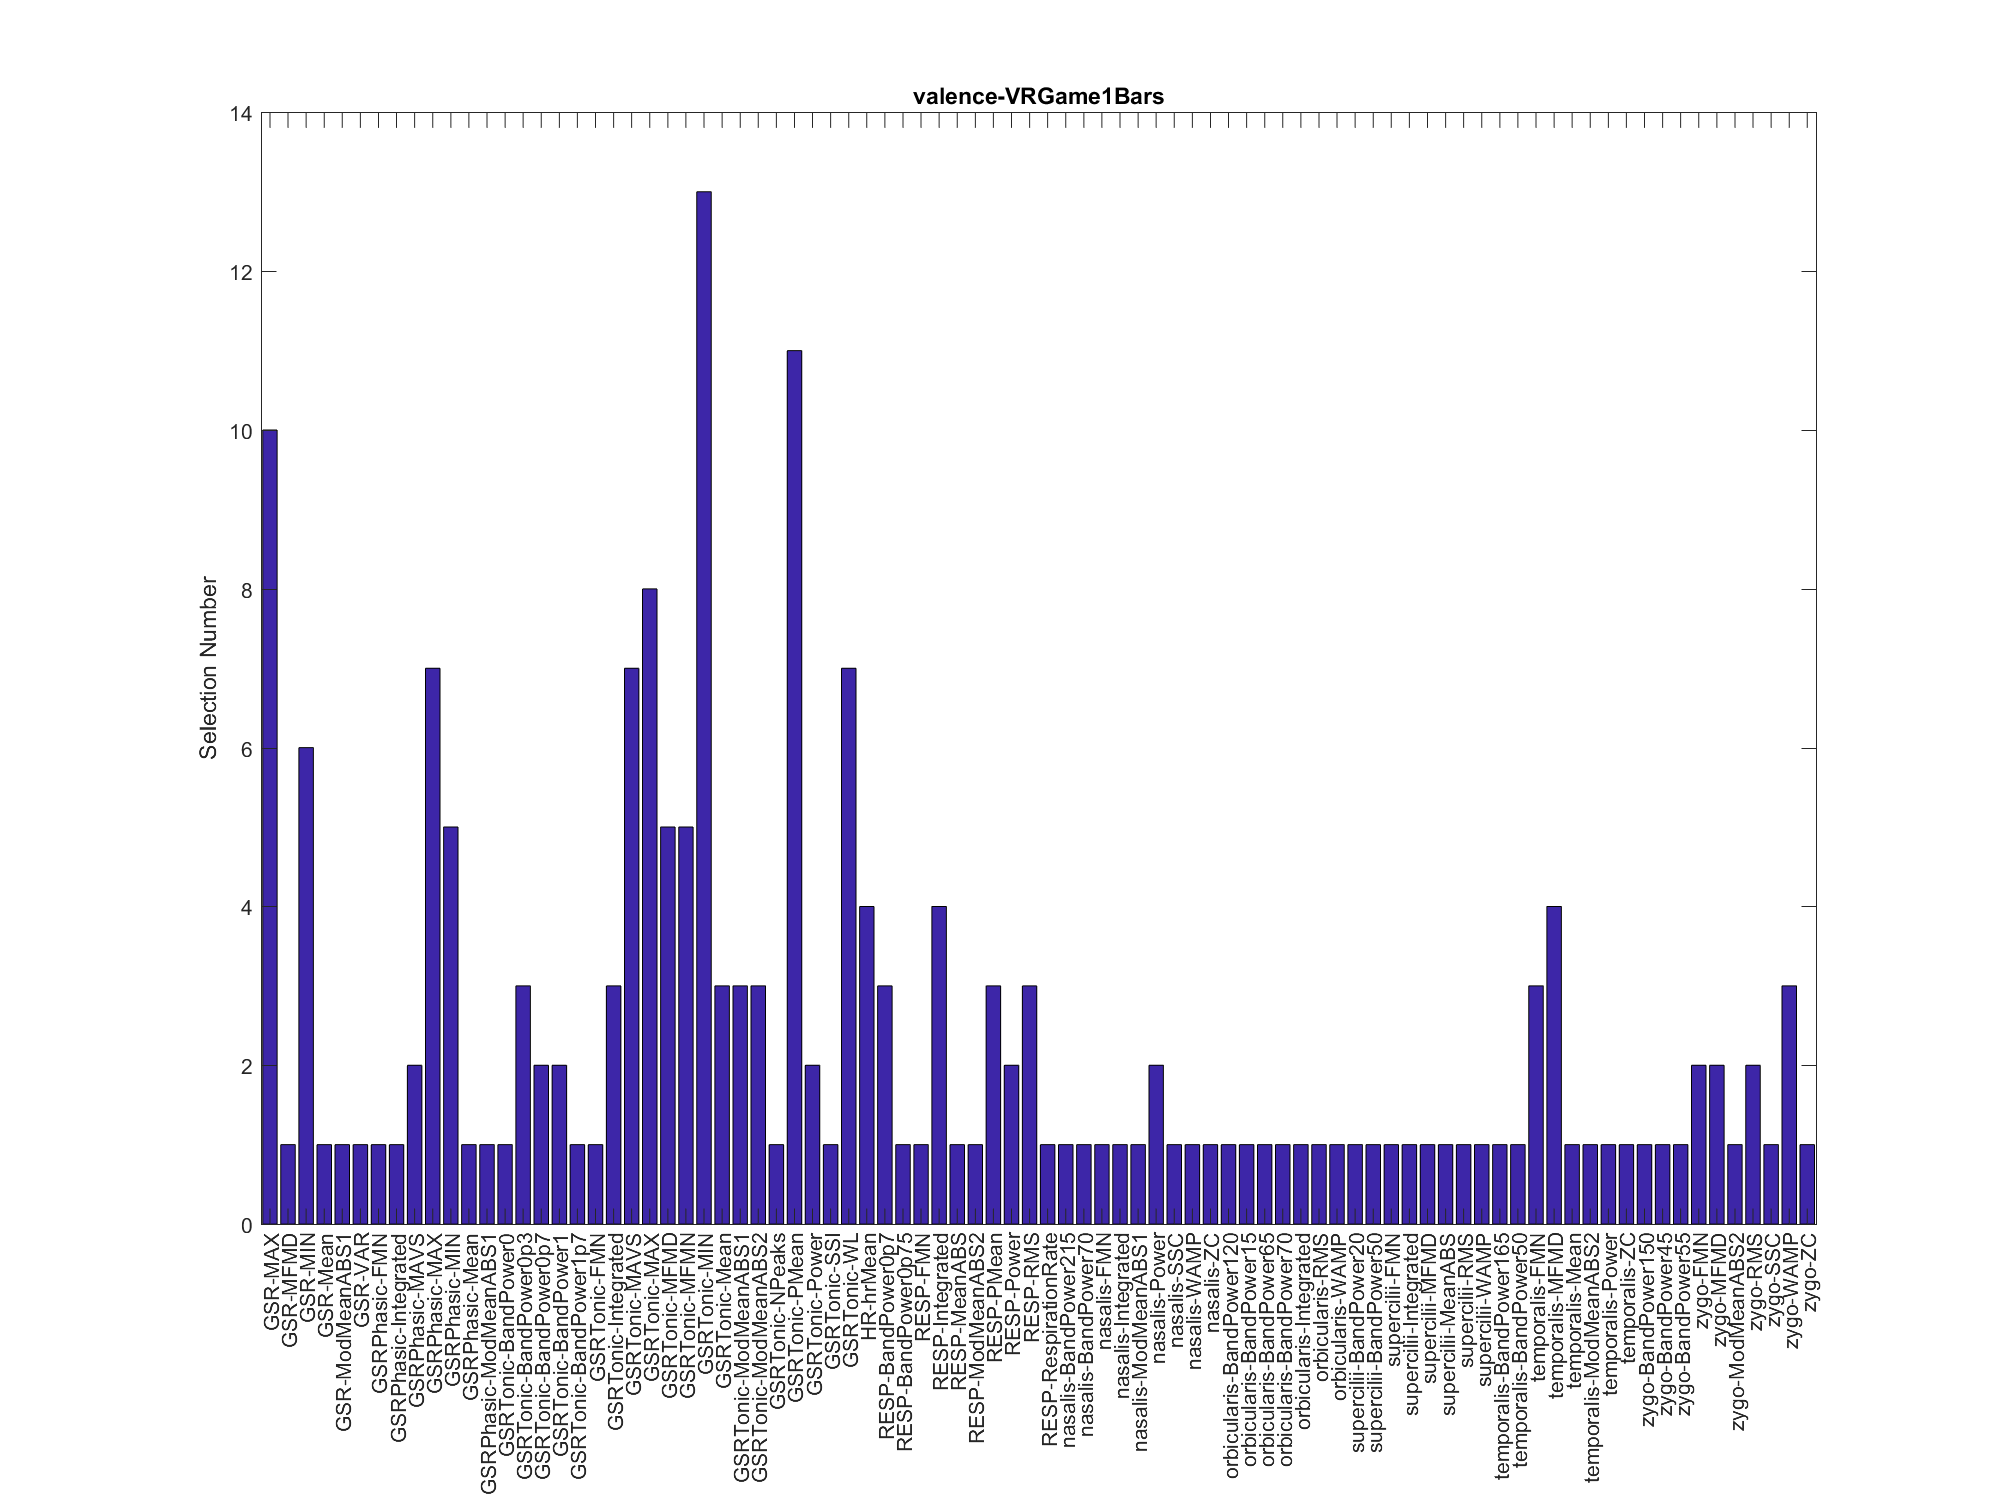 valence-VRGame1Bars
14
12
10
8
6
4
2
0
Selection Number
GSR-MAX
GSR-MFMD
GSR-MIN
GSR-Mean
GSR-ModMeanABS1
GSR-VAR
GSRPhasic-FMN
GSRPhasic-Integrated
GSRPhasic-MAVS
GSRPhasic-MAX
GSRPhasic-MIN
GSRPhasic-Mean
GSRPhasic-ModMeanABS1
GSRTonic-BandPower0
GSRTonic-BandPower0p3
GSRTonic-BandPower0p7
GSRTonic-BandPower1
GSRTonic-BandPower1p7
GSRTonic-FMN
GSRTonic-Integrated
GSRTonic-MAVS
GSRTonic-MAX
GSRTonic-MFMD
GSRTonic-MFMN
GSRTonic-MIN
GSRTonic-Mean
GSRTonic-ModMeanABS1
GSRTonic-ModMeanABS2
GSRTonic-NPeaks
GSRTonic-PMean
GSRTonic-Power
GSRTonic-SSI
GSRTonic-WL
HR-hrMean
RESP-BandPower0p7
RESP-BandPower0p75
RESP-FMN
RESP-Integrated
RESP-MeanABS
RESP-ModMeanABS2
RESP-PMean
RESP-Power
RESP-RMS
RESP-RespirationRate
nasalis-BandPower215
nasalis-BandPower70
nasalis-FMN
nasalis-Integrated
nasalis-ModMeanABS1
nasalis-Power
nasalis-SSC
nasalis-WAMP
nasalis-ZC
orbicularis-BandPower120
orbicularis-BandPower15
orbicularis-BandPower65
orbicularis-BandPower70
orbicularis-Integrated
orbicularis-RMS
orbicularis-WAMP
supercilii-BandPower20
supercilii-BandPower50
supercilii-FMN
supercilii-Integrated
supercilii-MFMD
supercilii-MeanABS
supercilii-RMS
supercilii-WAMP
temporalis-BandPower165
temporalis-BandPower50
temporalis-FMN
temporalis-MFMD
temporalis-Mean
temporalis-ModMeanABS2
temporalis-Power
temporalis-ZC
zygo-BandPower150
zygo-BandPower45
zygo-BandPower55
zygo-FMN
zygo-MFMD
zygo-ModMeanABS2
zygo-RMS
zygo-SSC
zygo-WAMP
zygo-ZC